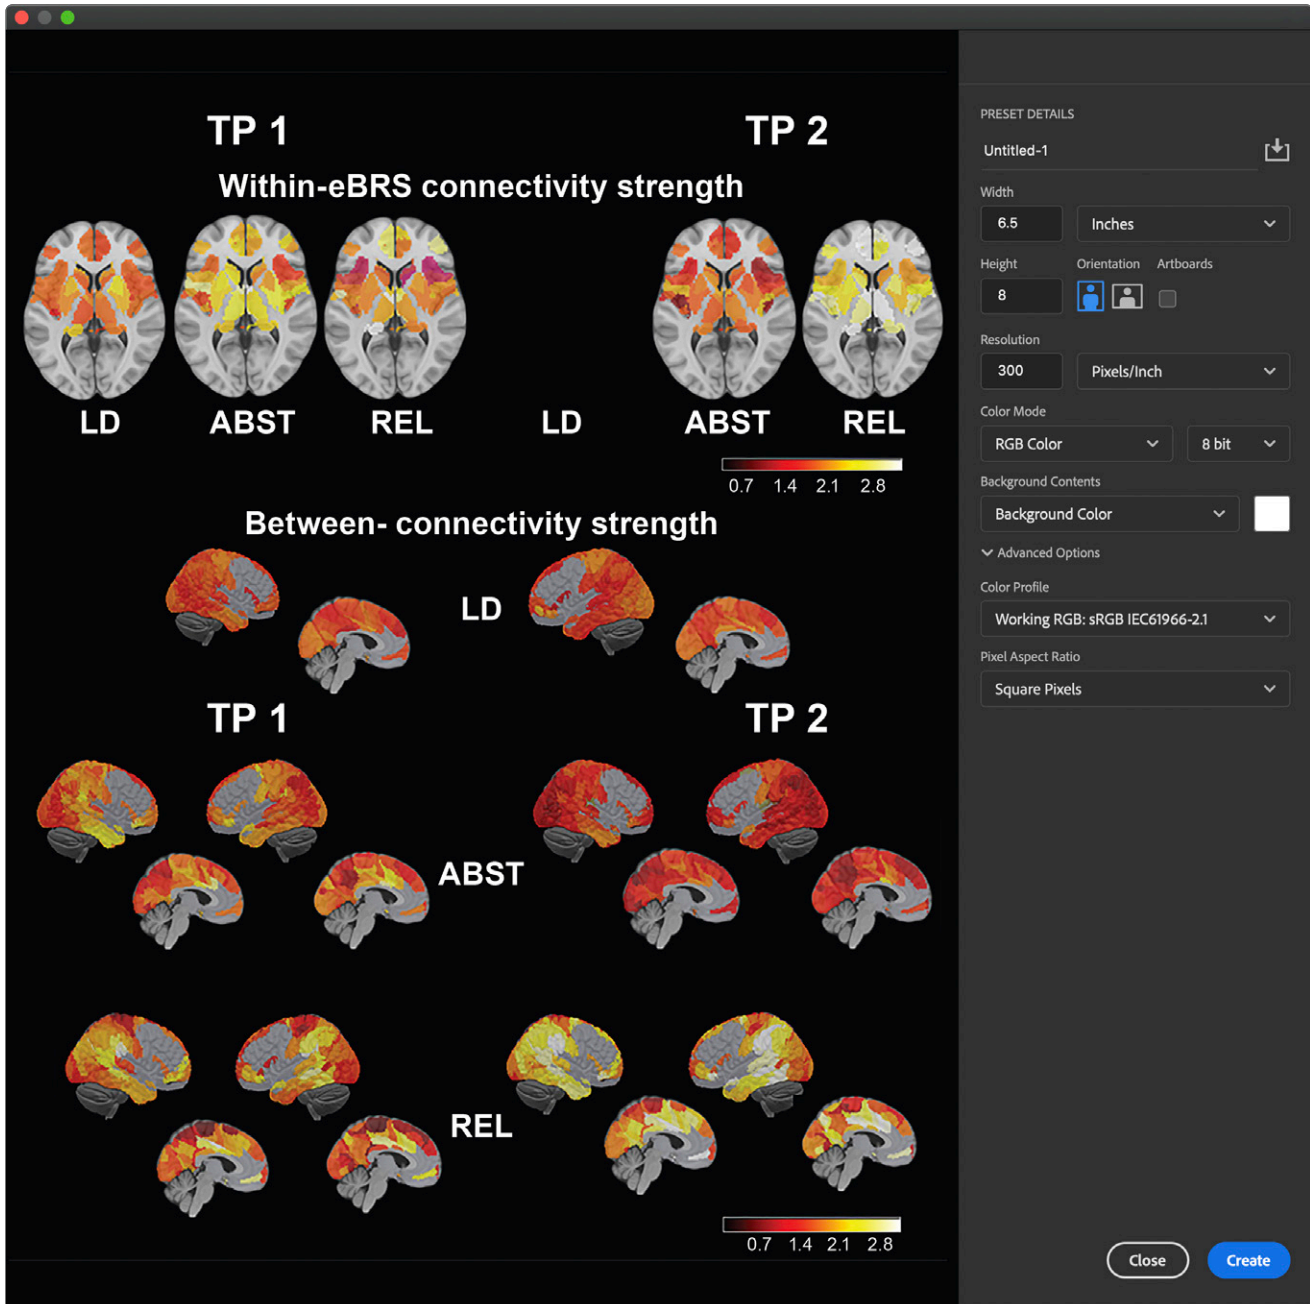 TP 1
TP 2
Within-eBRS connectivity strength
LD
ABST
REL
LD
ABST
REL
0.7 1.4 2.1 2.8
Between- connectivity strength
LD
TP 1
TP 2
ABST
REL
0.7 1.4 2.1 2.8
PRESET DETAILS
Untitled-1
Width
6.5
Inches
Height
Orientation
Artboards
8
Resolution
300
Pixels/Inch
Color Mode
RGB Color
8 bit
Background Contents
Background Color
Advanced Options
Color Profile
Working RGB: sRGB IEC61966-2.1
Pixel Aspect Ratio
Square Pixels
Close
Create